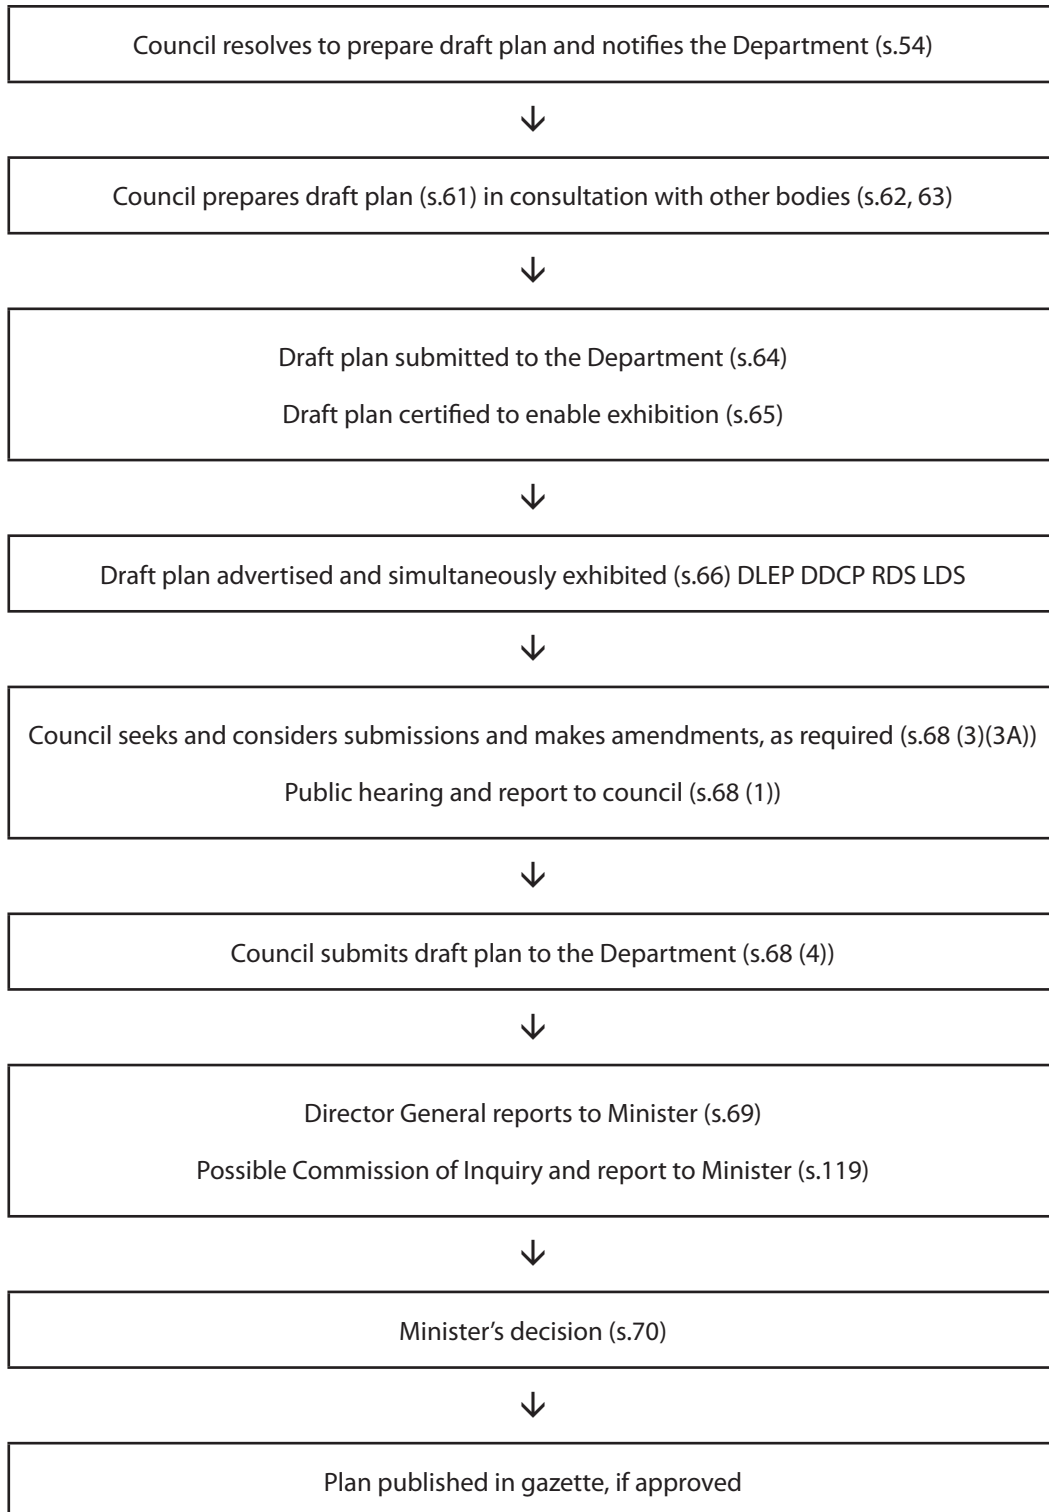 Council resolves to prepare draft plan and notifies the Department (s.54)
Council prepares draft plan (s.61) in consultation with other bodies (s.62, 63)
Draft plan submitted to the Department (s.64)
Draft plan certified to enable exhibition (s.65)
Draft plan advertised and simultaneously exhibited (s.66) DLEP DDCP RDS LDS
Council seeks and considers submissions and makes amendments, as required (s.68 (3)(3A))
Public hearing and report to council (s.68 (1))
Council submits draft plan to the Department (s.68 (4))
Director General reports to Minister (s.69)
Possible Commission of Inquiry and report to Minister (s.119)
Minister’s decision (s.70)
Plan published in gazette, if approved